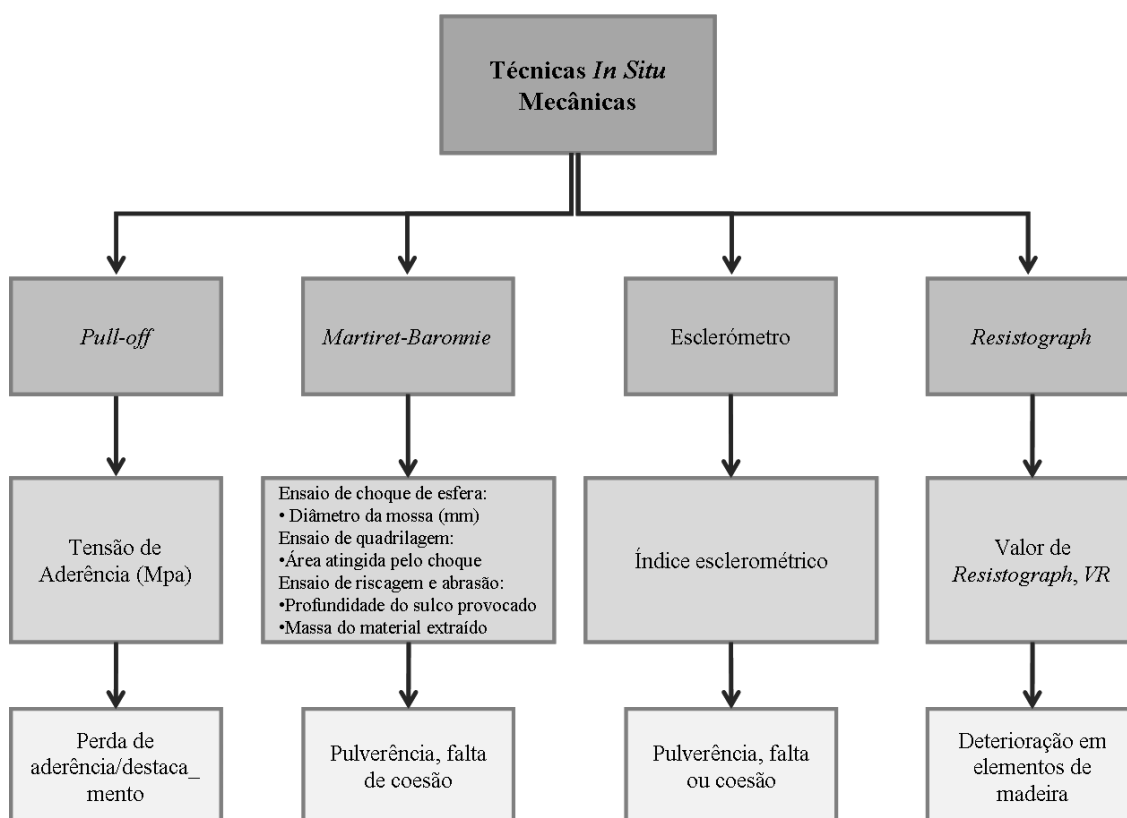 Técnicas In Situ
Mecânicas
Pull-off
Martiret-Baronnie
Esclerómetro
Resistograph
Tensão de
Aderência (Mpa)
Ensaio de choque de esfera:
• Diâmetro da mossa (mm)
Ensaio de quadrilagem:
•Área atingida pelo choque
Ensaio de riscagem e abrasão:
•Profundidade do sulco provocado
•Massa do material extraído
Índice esclerométrico
Valor de
Resistograph, VR
Perda de
aderência/destaca_
mento
Pulverência, falta
de coesão
Pulverência, falta
ou coesão
Deterioração em
elementos de
madeira